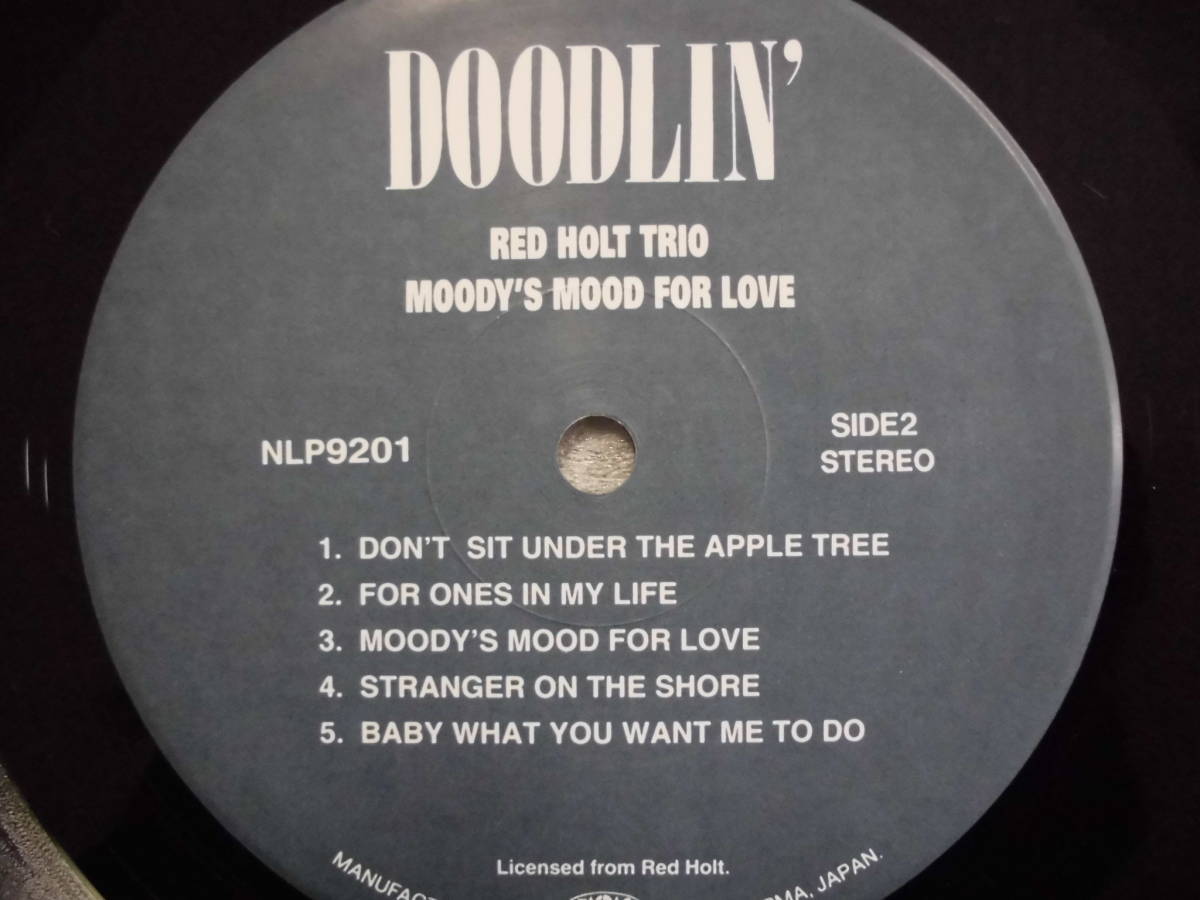 DOODLIN'
RED HOLT TRIO
MOODY'S MOOD FOR LOVE
NLP9201
SIDE2
STEREO
1. DON'T SIT UNDER THE APPLE TREE
2. FOR ONES IN MY LIFE
3. MOODY'S MOOD FOR LOVE
4. STRANGER ON THE SHORE
5. BABY WHAT YOU WANT ME TO DO
Licensed from Red Holt.
JAPAN.